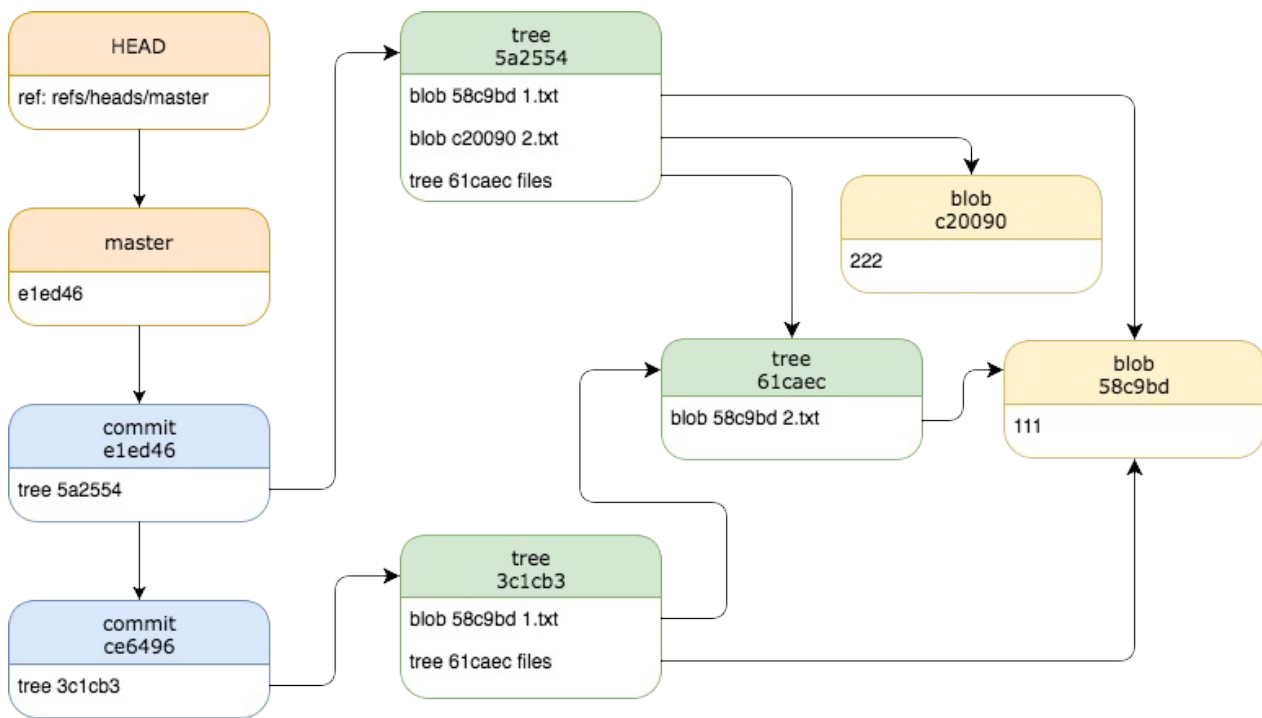 HEAD
ref: refs/heads/master
master
e1ed46
commit
e1ed46
tree 5a2554
commit
ce6496
tree 3c1cb3
tree
5a2554
blob 58c9bd 1.txt
blob c20090 2.txt
tree 61caec files
blob
c20090
222
tree
61caec
blob 58c9bd 2.txt
blob
58c9bd
111
tree
3c1cb3
blob 58c9bd 1.txt
tree 61caec files